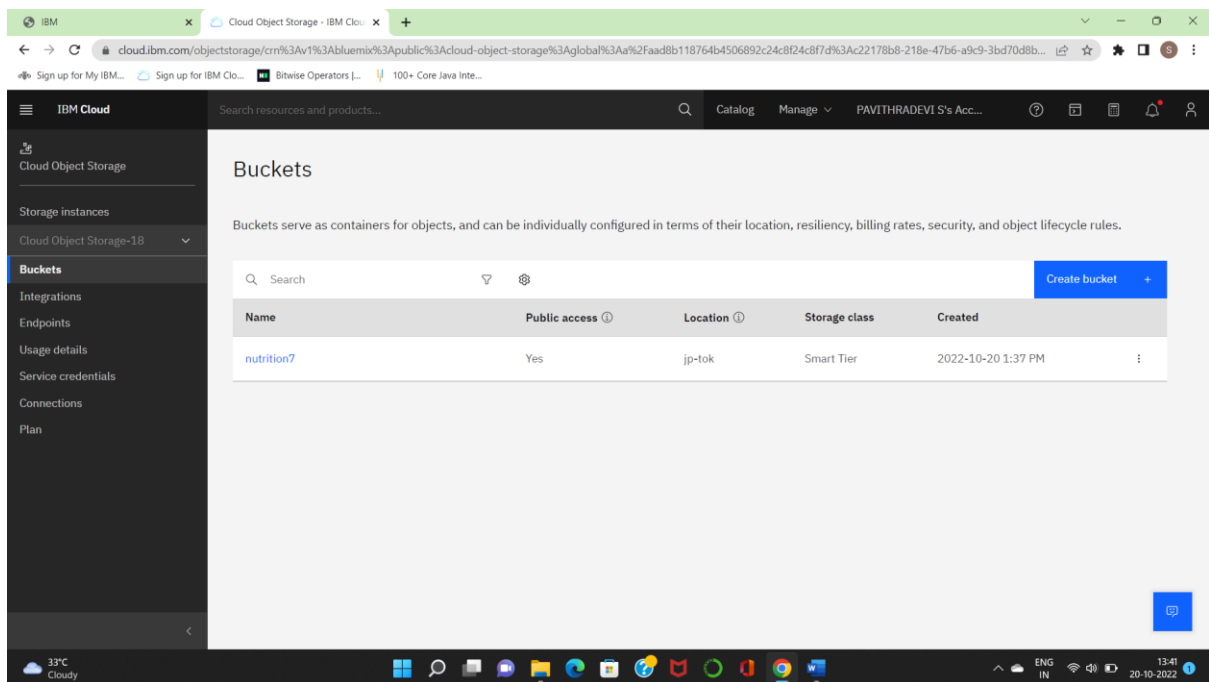 IBM
Cloud Object Storage - IBM Clou
cloud.ibm.com/objectstorage/crn%3Av1%3Abluemix%3Apublic%3Acloud-object-storage%3Aglobal%3Aa%2Faad8b118764b4506892c24c8f24c8f7d%3Ac22178b8-218e-47b6-a9c9-3bd70d8b...
Sign up for My IBM... Sign up for IBM Clo... Bitwise Operators |... 100+ Core Java Inte...
IBM Cloud
Search resources and products...
Catalog Manage PAVITHRADEVI S's Acc...
Cloud Object Storage
Storage instances
Cloud Object Storage-18
Buckets
Integrations
Endpoints
Usage details
Service credentials
Connections
Plan
Buckets
Buckets serve as containers for objects, and can be individually configured in terms of their location, resiliency, billing rates, security, and object lifecycle rules.
Search
Create bucket +
Name Public access Location Storage class Created
nutrition7 Yes jp-tok Smart Tier 2022-10-20 1:37 PM
33°C
Cloudy
ENG
IN
13:41
20-10-2022
1